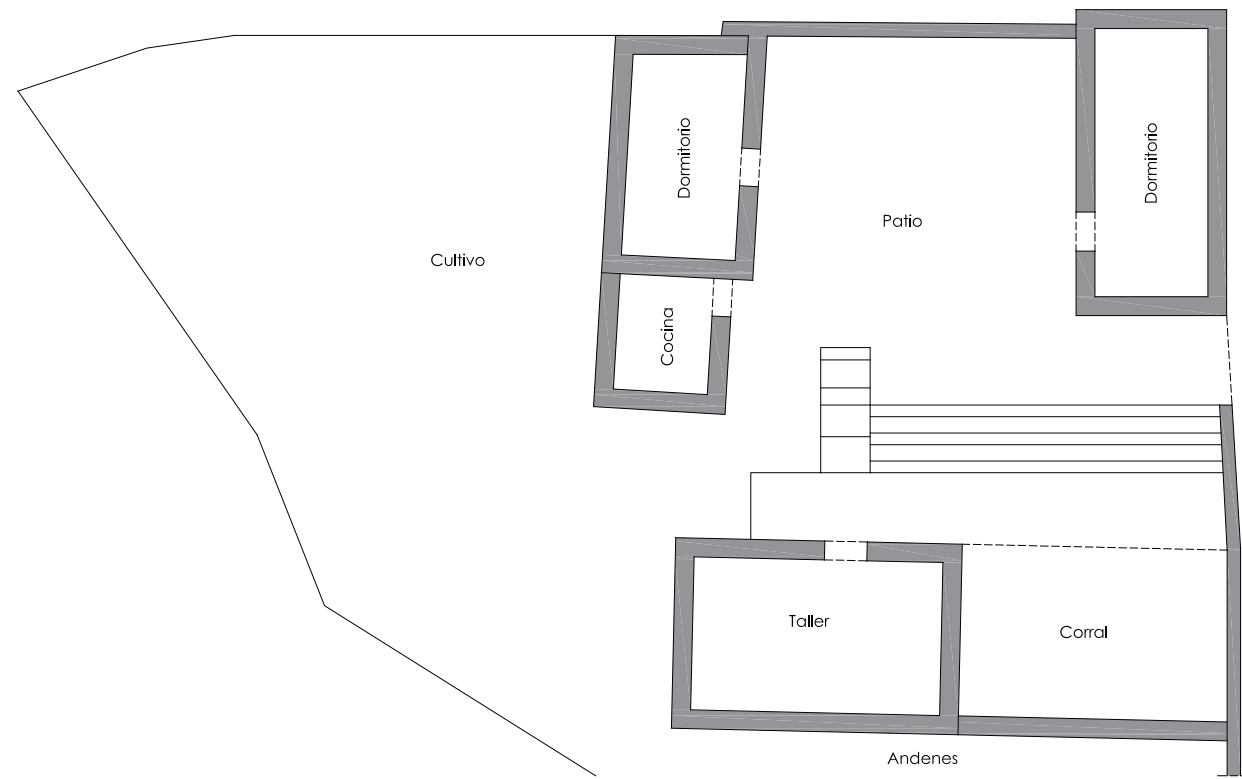 Dormitorio
Dormitorio
Patio
Cultivo
Cocina
Taller
Corral
Andenes